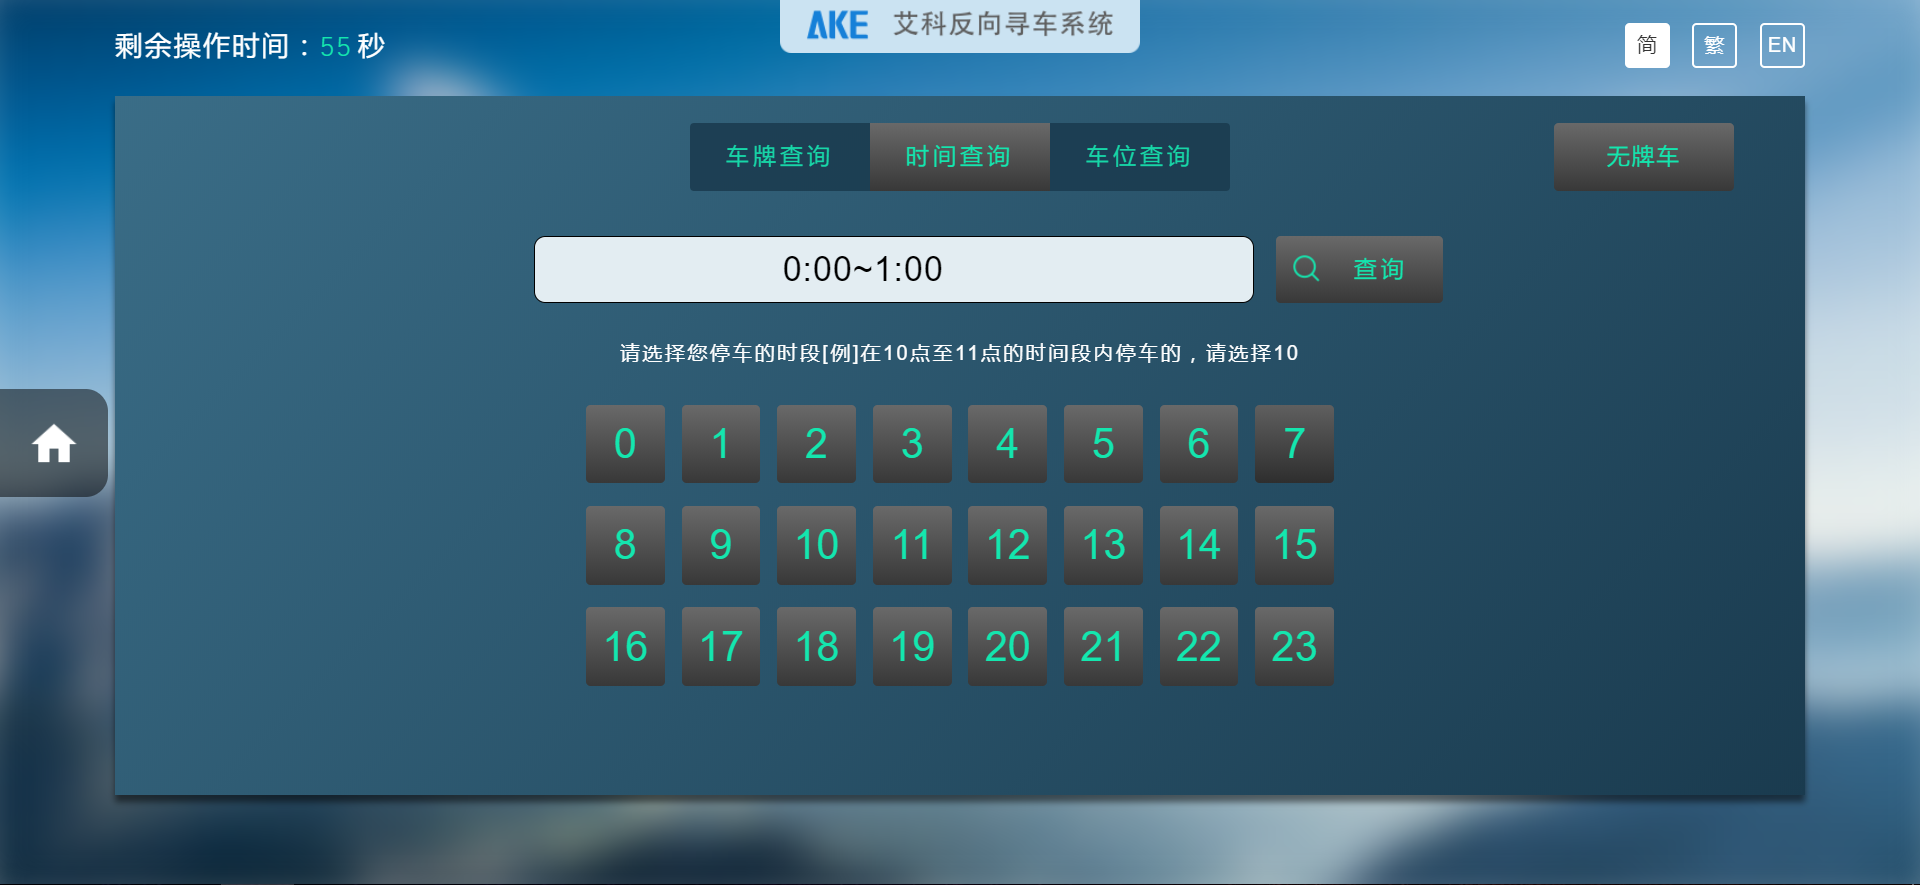 剩余操作时间：55秒
AKE 艾科反向寻车系统
简 繁 EN
车牌查询 时间查询 车位查询 无牌车
0:00~1:00 查询
请选择您停车的时段[例]在10点至11点的时间段内停车的，请选择10
0 1 2 3 4 5 6 7
8 9 10 11 12 13 14 15
16 17 18 19 20 21 22 23